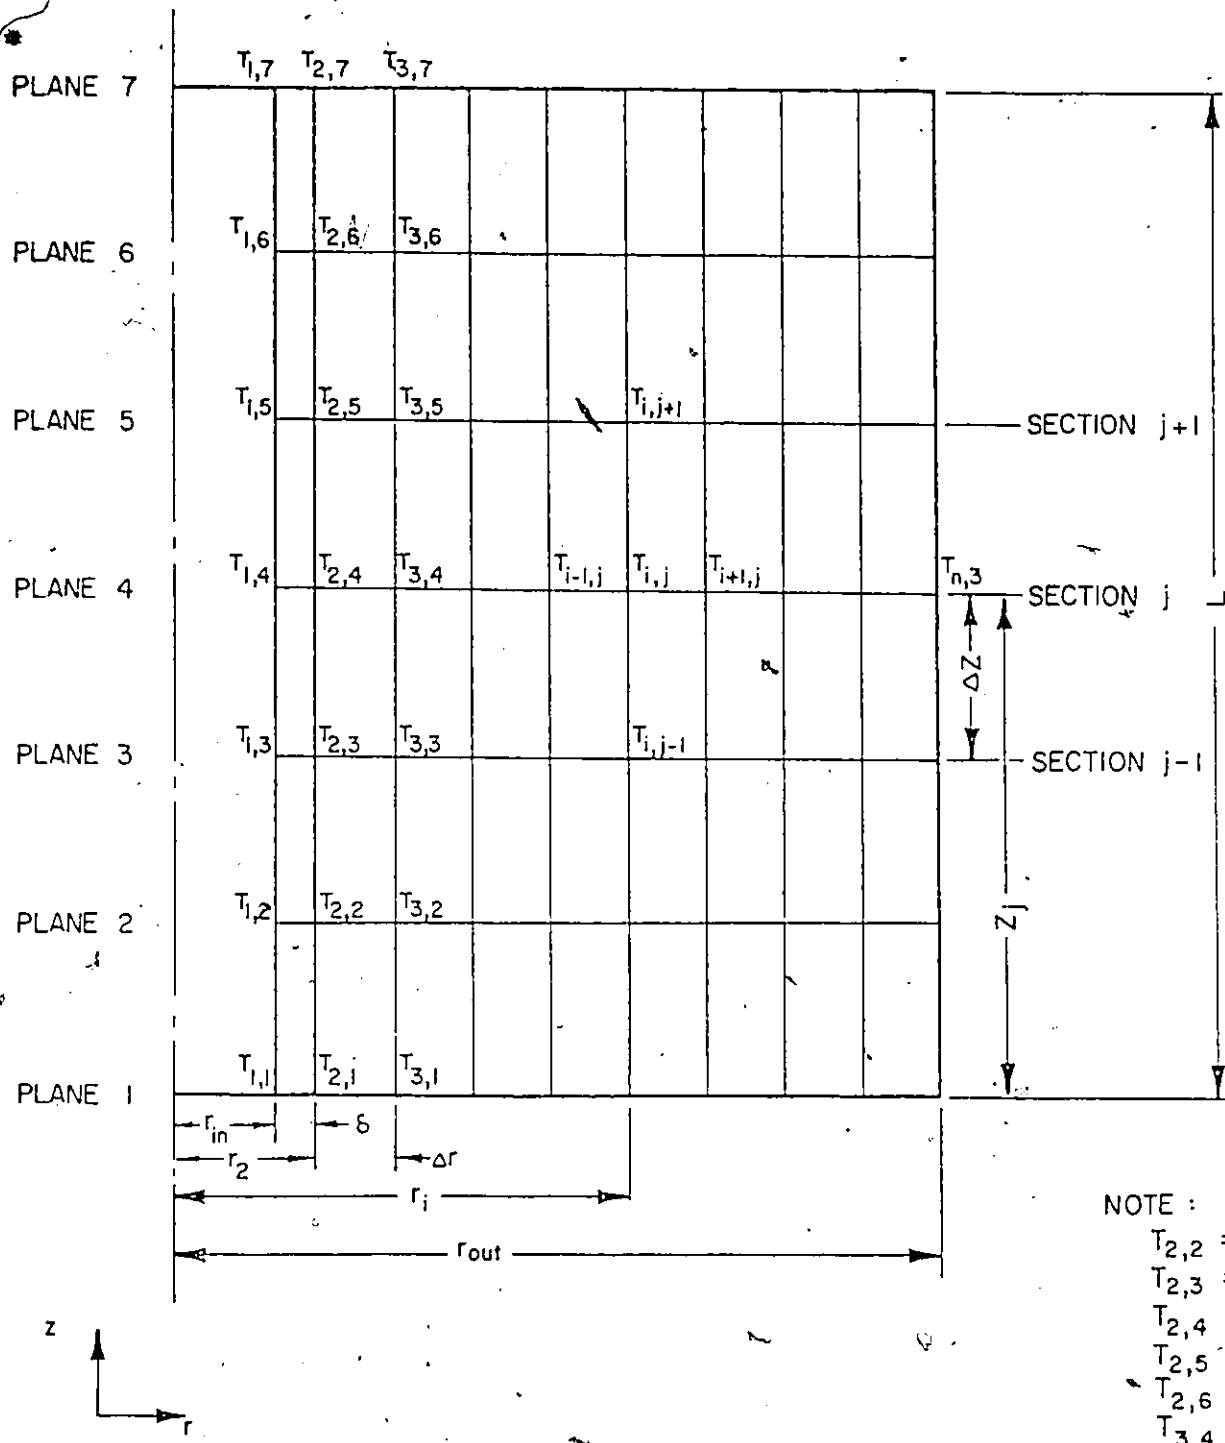 T1,7 T2,7 T3,7
PLANE 7
T1,6 T2,6 T3,6
PLANE 6
T1,5 T2,5 T3,5 Ti,j+1
PLANE 5
SECTION j+1
T1,4 T2,4 T3,4 Ti-1,j Ti,j Ti+1,j Tn,3
PLANE 4
SECTION j
L
ΔZ
T1,3 T2,3 T3,3 Ti,j-1
PLANE 3
SECTION j-1
Zj
T1,2 T2,2 T3,2
PLANE 2
T1,1 T2,j T3,1
PLANE 1
rin δ
r2 Δr
ri
rout
NOTE :
T2,2 =
T2,3
T2,4
T2,5
T2,6
T3,4
z
r